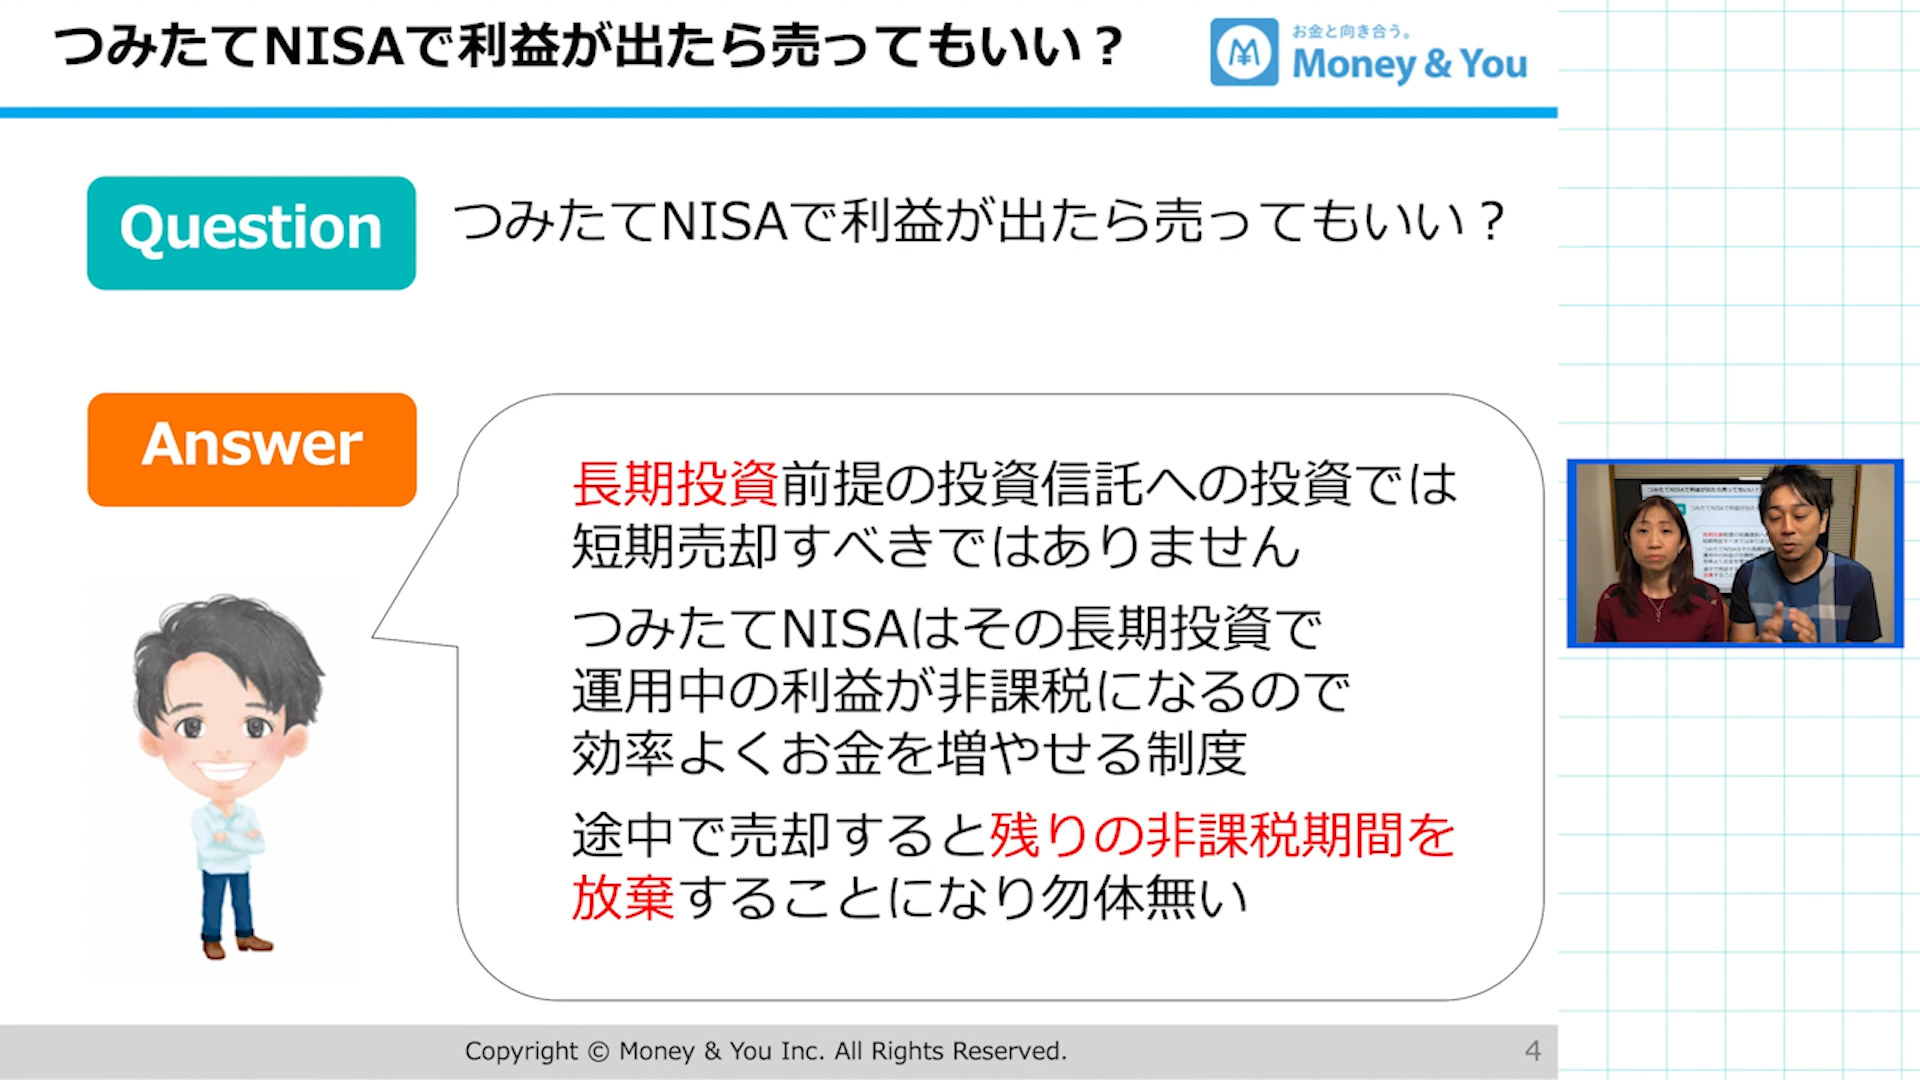 つみたてNISAで利益が出たら売ってもいい？
お金と向き合う。
Money & You
Question
つみたてNISAで利益が出たら売ってもいい？
Answer
長期投資前提の投資信託への投資では
短期売却すべきではありません
つみたてNISAはその長期投資で
運用中の利益が非課税になるので
効率よくお金を増やせる制度
途中で売却すると残りの非課税期間を
放棄することになり勿体無い
Copyright © Money & You Inc. All Rights Reserved.
4